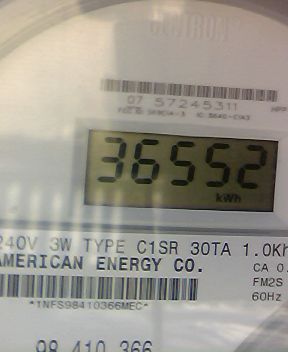 CENTRON
07 57245311
36552
kWh
240V 3W TYPE C1SR 30TA 1.0Kh
AMERICAN ENERGY CO.
CA 0.
FM2S
60Hz
*1NFS98410366MEC*
98 410 366